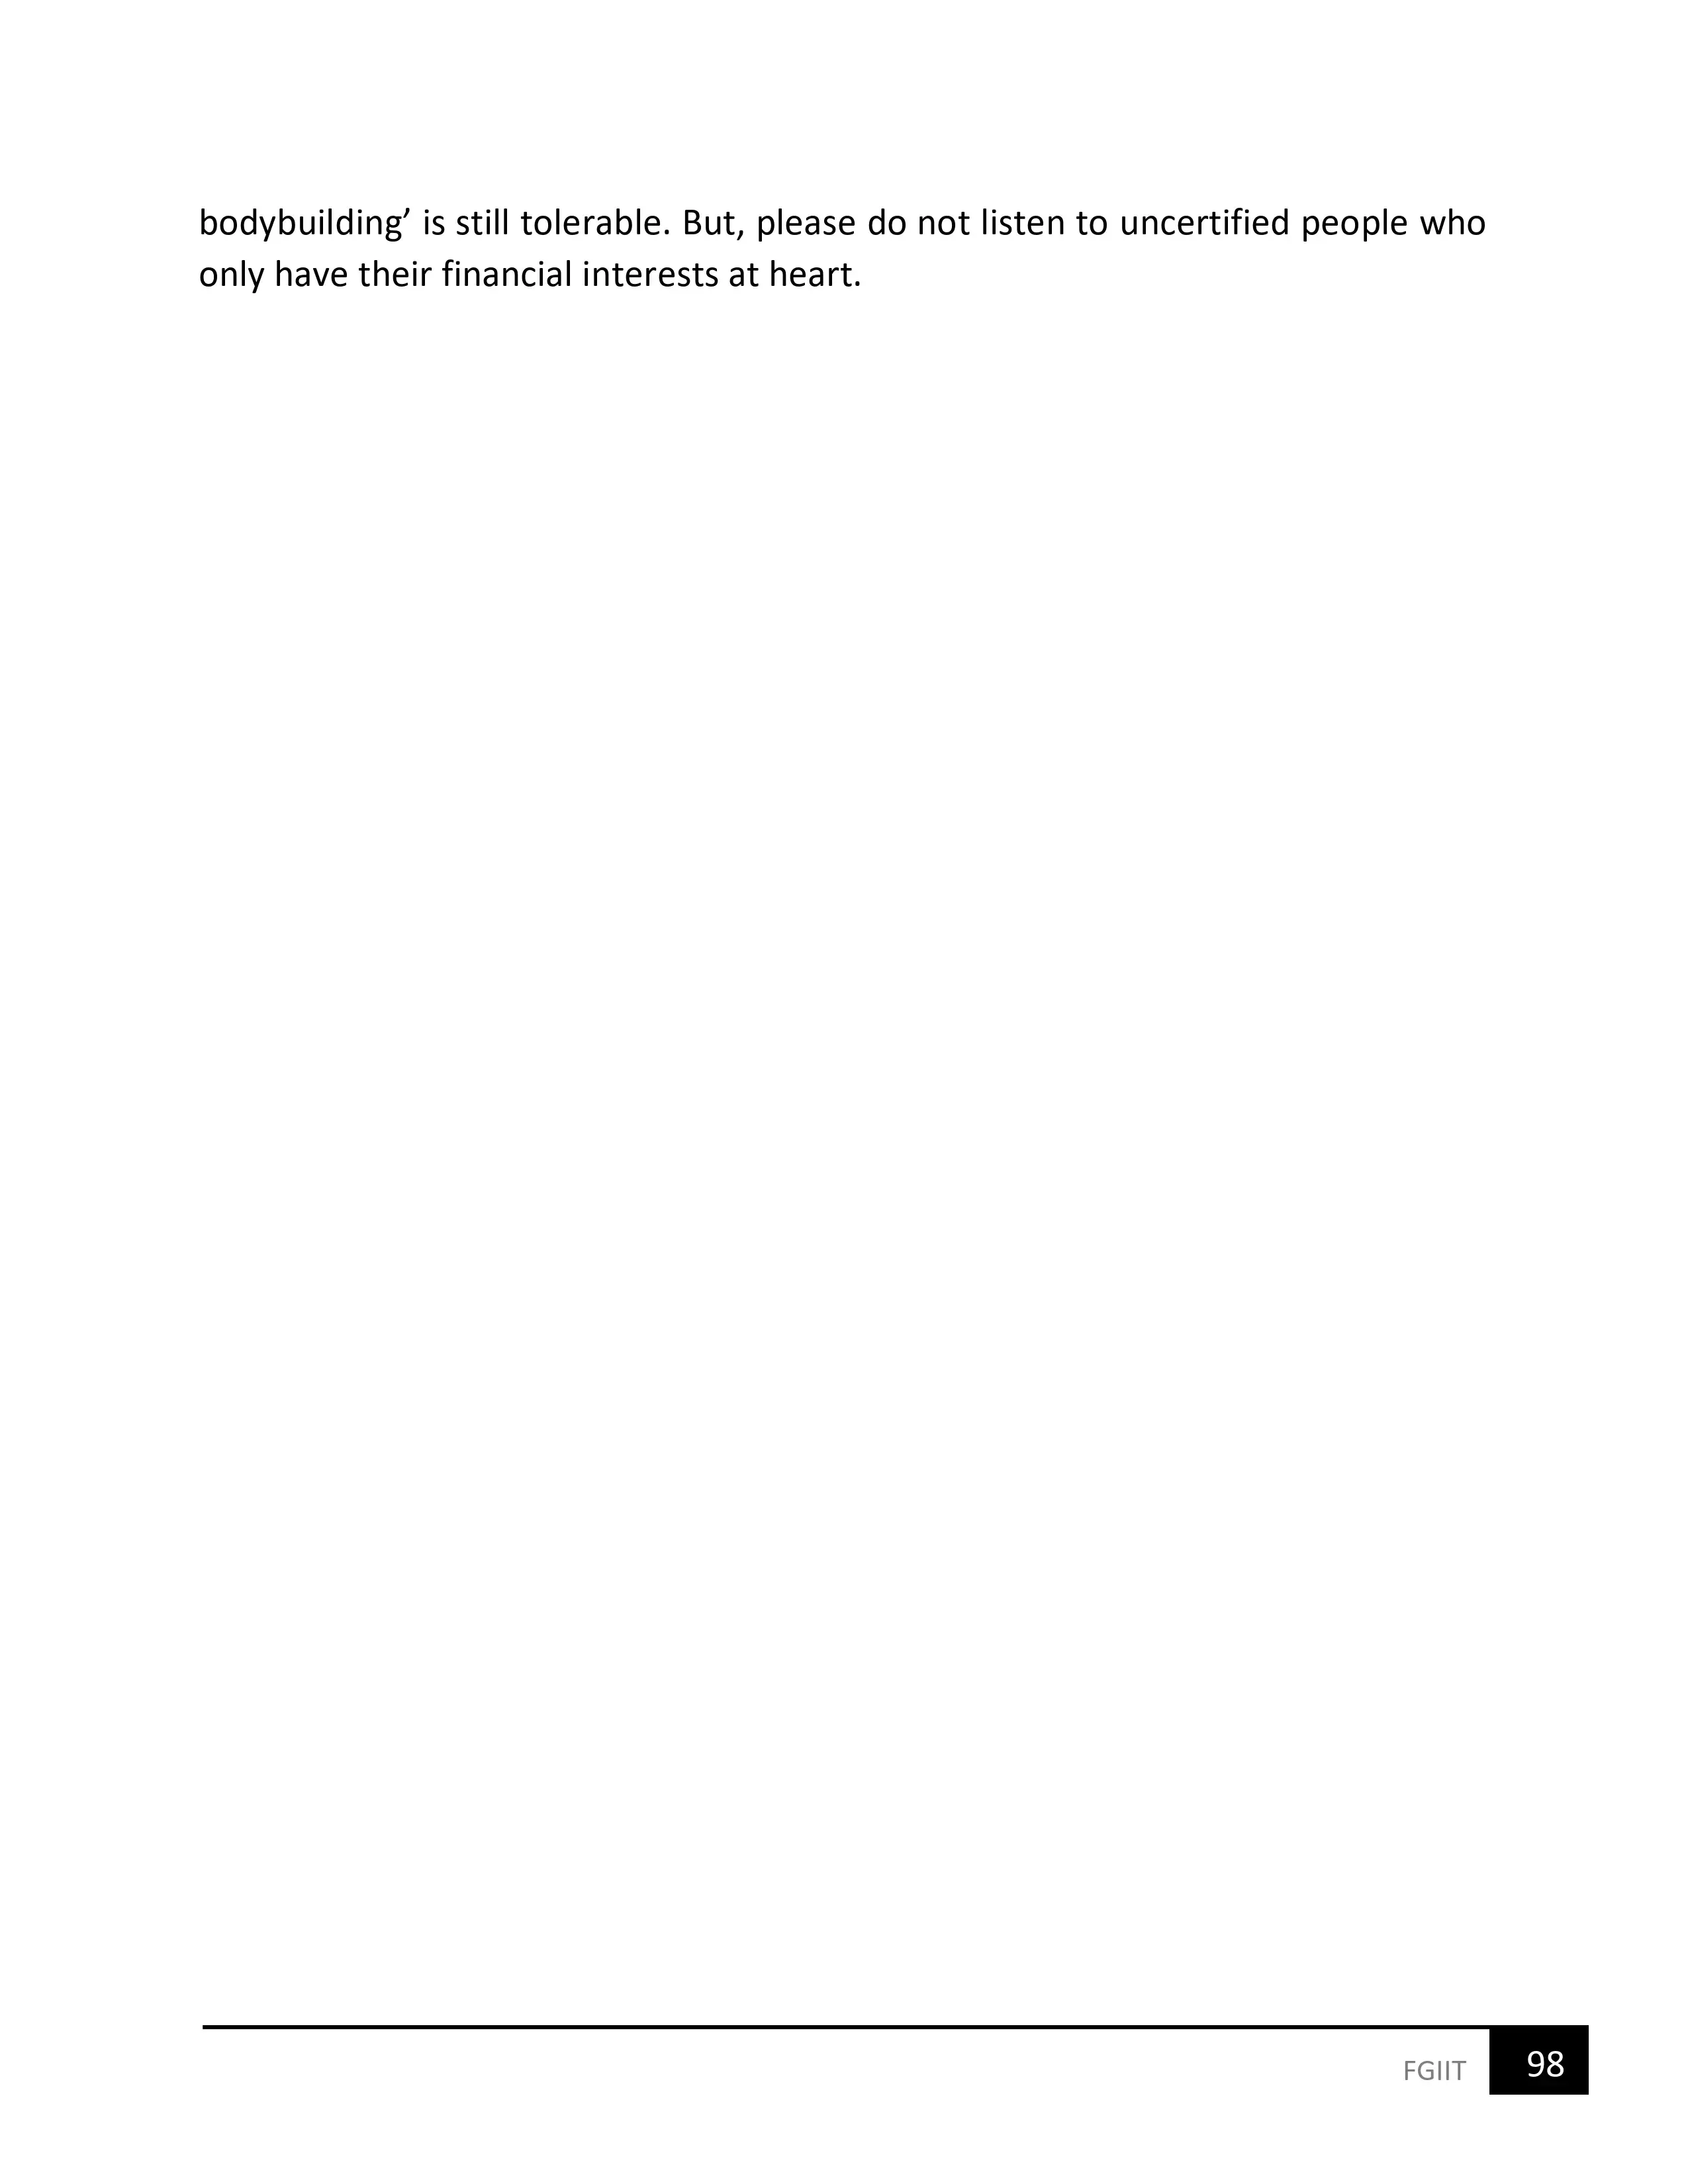 bodybuilding’ is still tolerable. But, please do not listen to uncertified people who
only have their financial interests at heart.
FGIIT 98